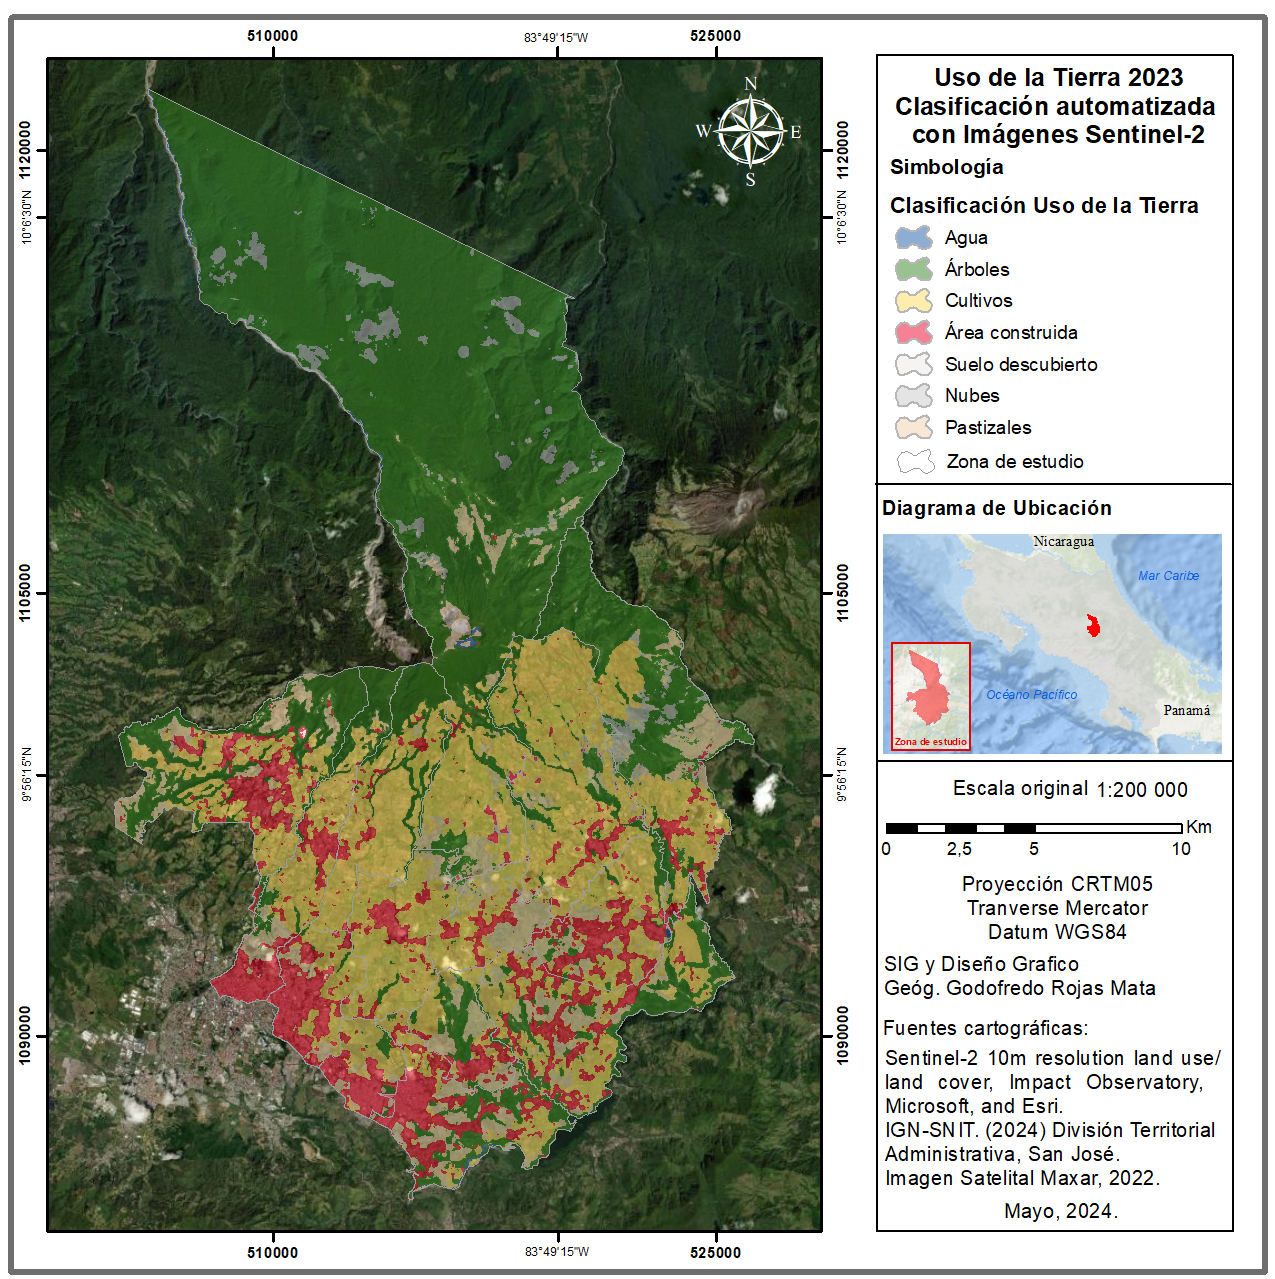 510000
83°49'15"W
525000
1120000
10°6'30"N
1105000
9°56'15"N
1090000
N
W
E
S
1120000
10°6'30"N
1105000
9°56'15"N
1090000
510000
83°49'15"W
525000
Uso de la Tierra 2023
Clasificación automatizada
con Imágenes Sentinel-2
Simbología
Clasificación Uso de la Tierra
Agua
Árboles
Cultivos
Área construida
Suelo descubierto
Nubes
Pastizales
Zona de estudio
Diagrama de Ubicación
Nicaragua
Mar Caribe
Océano Pacífico
Panamá
Zona de estudio
Escala original 1:200 000
Km
0 2,5 5 10
Proyección CRTM05
Tranverse Mercator
Datum WGS84
SIG y Diseño Grafico
Geóg. Godofredo Rojas Mata
Fuentes cartográficas:
Sentinel-2 10m resolution land use/
land cover, Impact Observatory,
Microsoft, and Esri.
IGN-SNIT. (2024) División Territorial
Administrativa, San José.
Imagen Satelital Maxar, 2022.
Mayo, 2024.